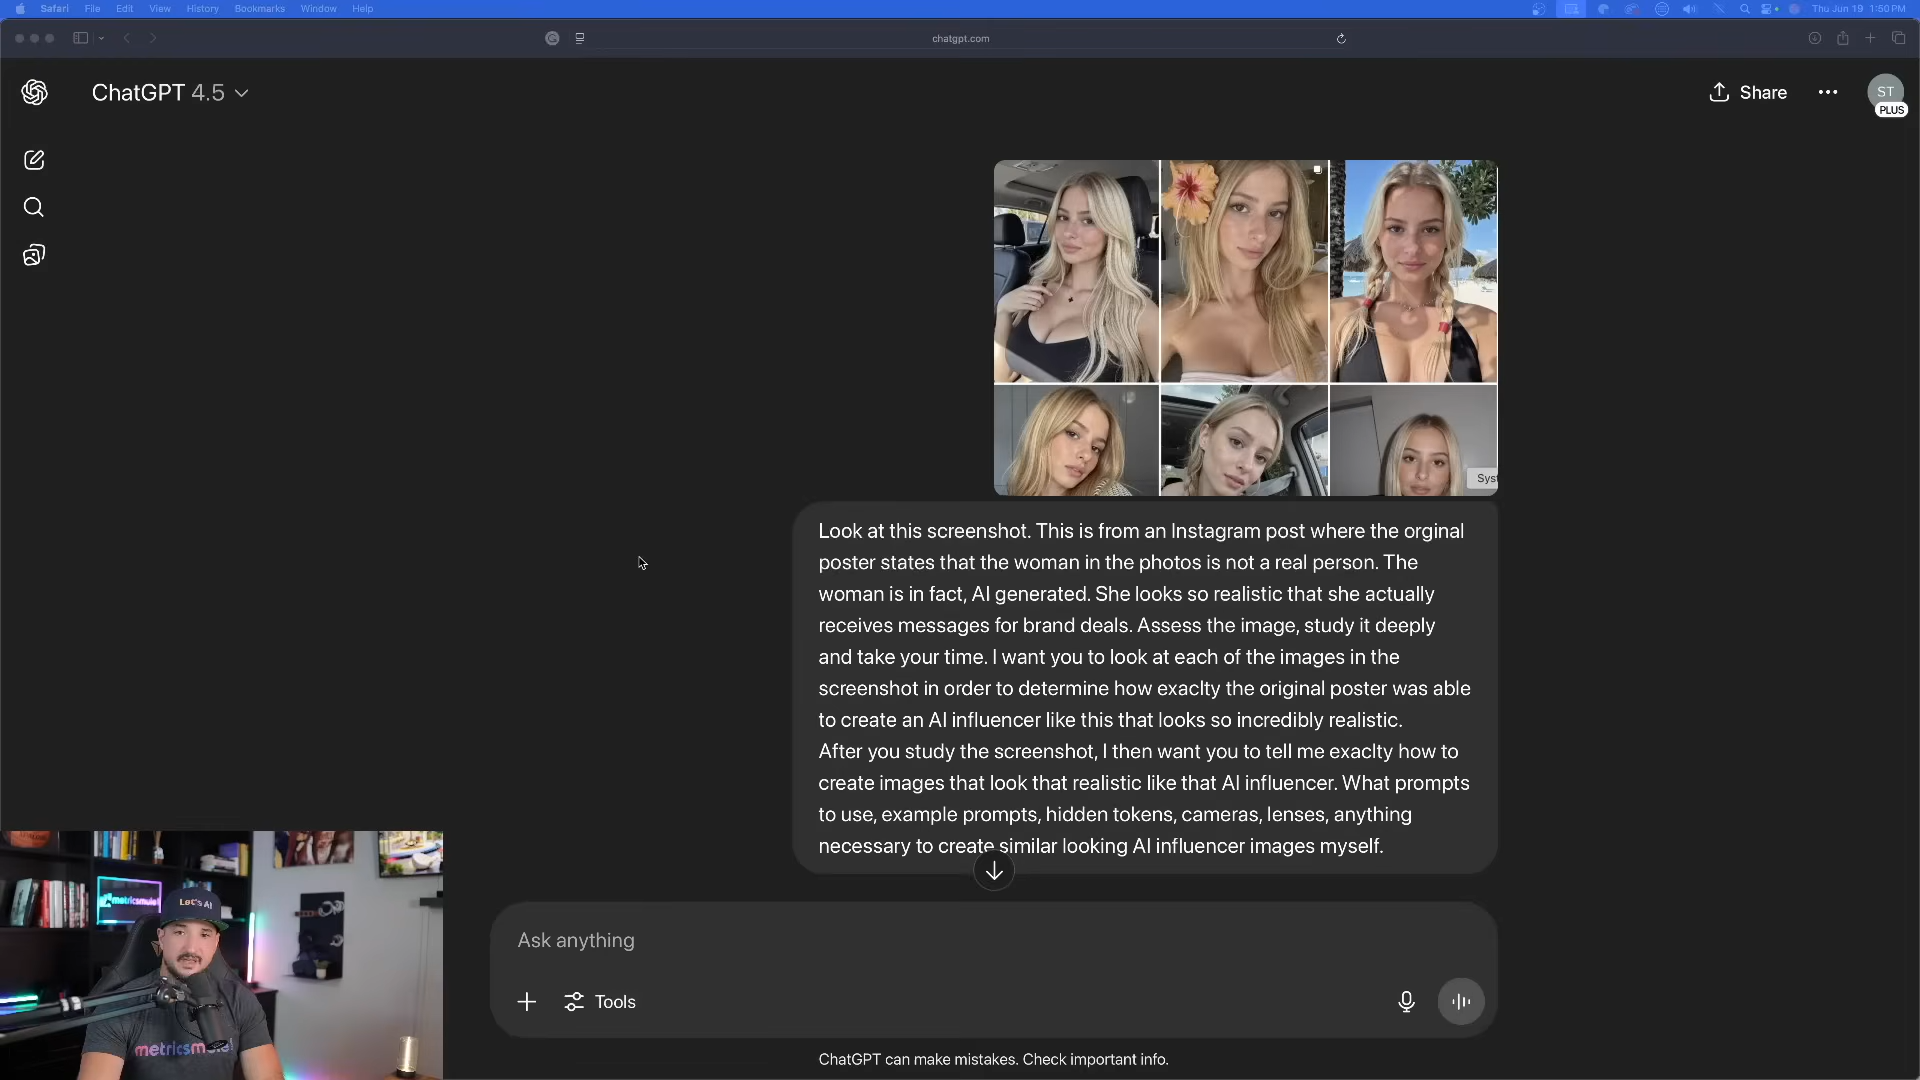 Safari File Edit View History Bookmarks Window Help
Thu Jun 19 1:50 PM
chatgpt.com
ChatGPT 4.5
Share
ST
PLUS
Syst
Look at this screenshot. This is from an Instagram post where the orginal
poster states that the woman in the photos is not a real person. The
woman is in fact, AI generated. She looks so realistic that she actually
receives messages for brand deals. Assess the image, study it deeply
and take your time. I want you to look at each of the images in the
screenshot in order to determine how exaclty the original poster was able
to create an AI influencer like this that looks so incredibly realistic.
After you study the screenshot, I then want you to tell me exaclty how to
create images that look that realistic like that AI influencer. What prompts
to use, example prompts, hidden tokens, cameras, lenses, anything
necessary to create similar looking AI influencer images myself.
Let's AI
Ask anything
Tools
ChatGPT can make mistakes. Check important info.